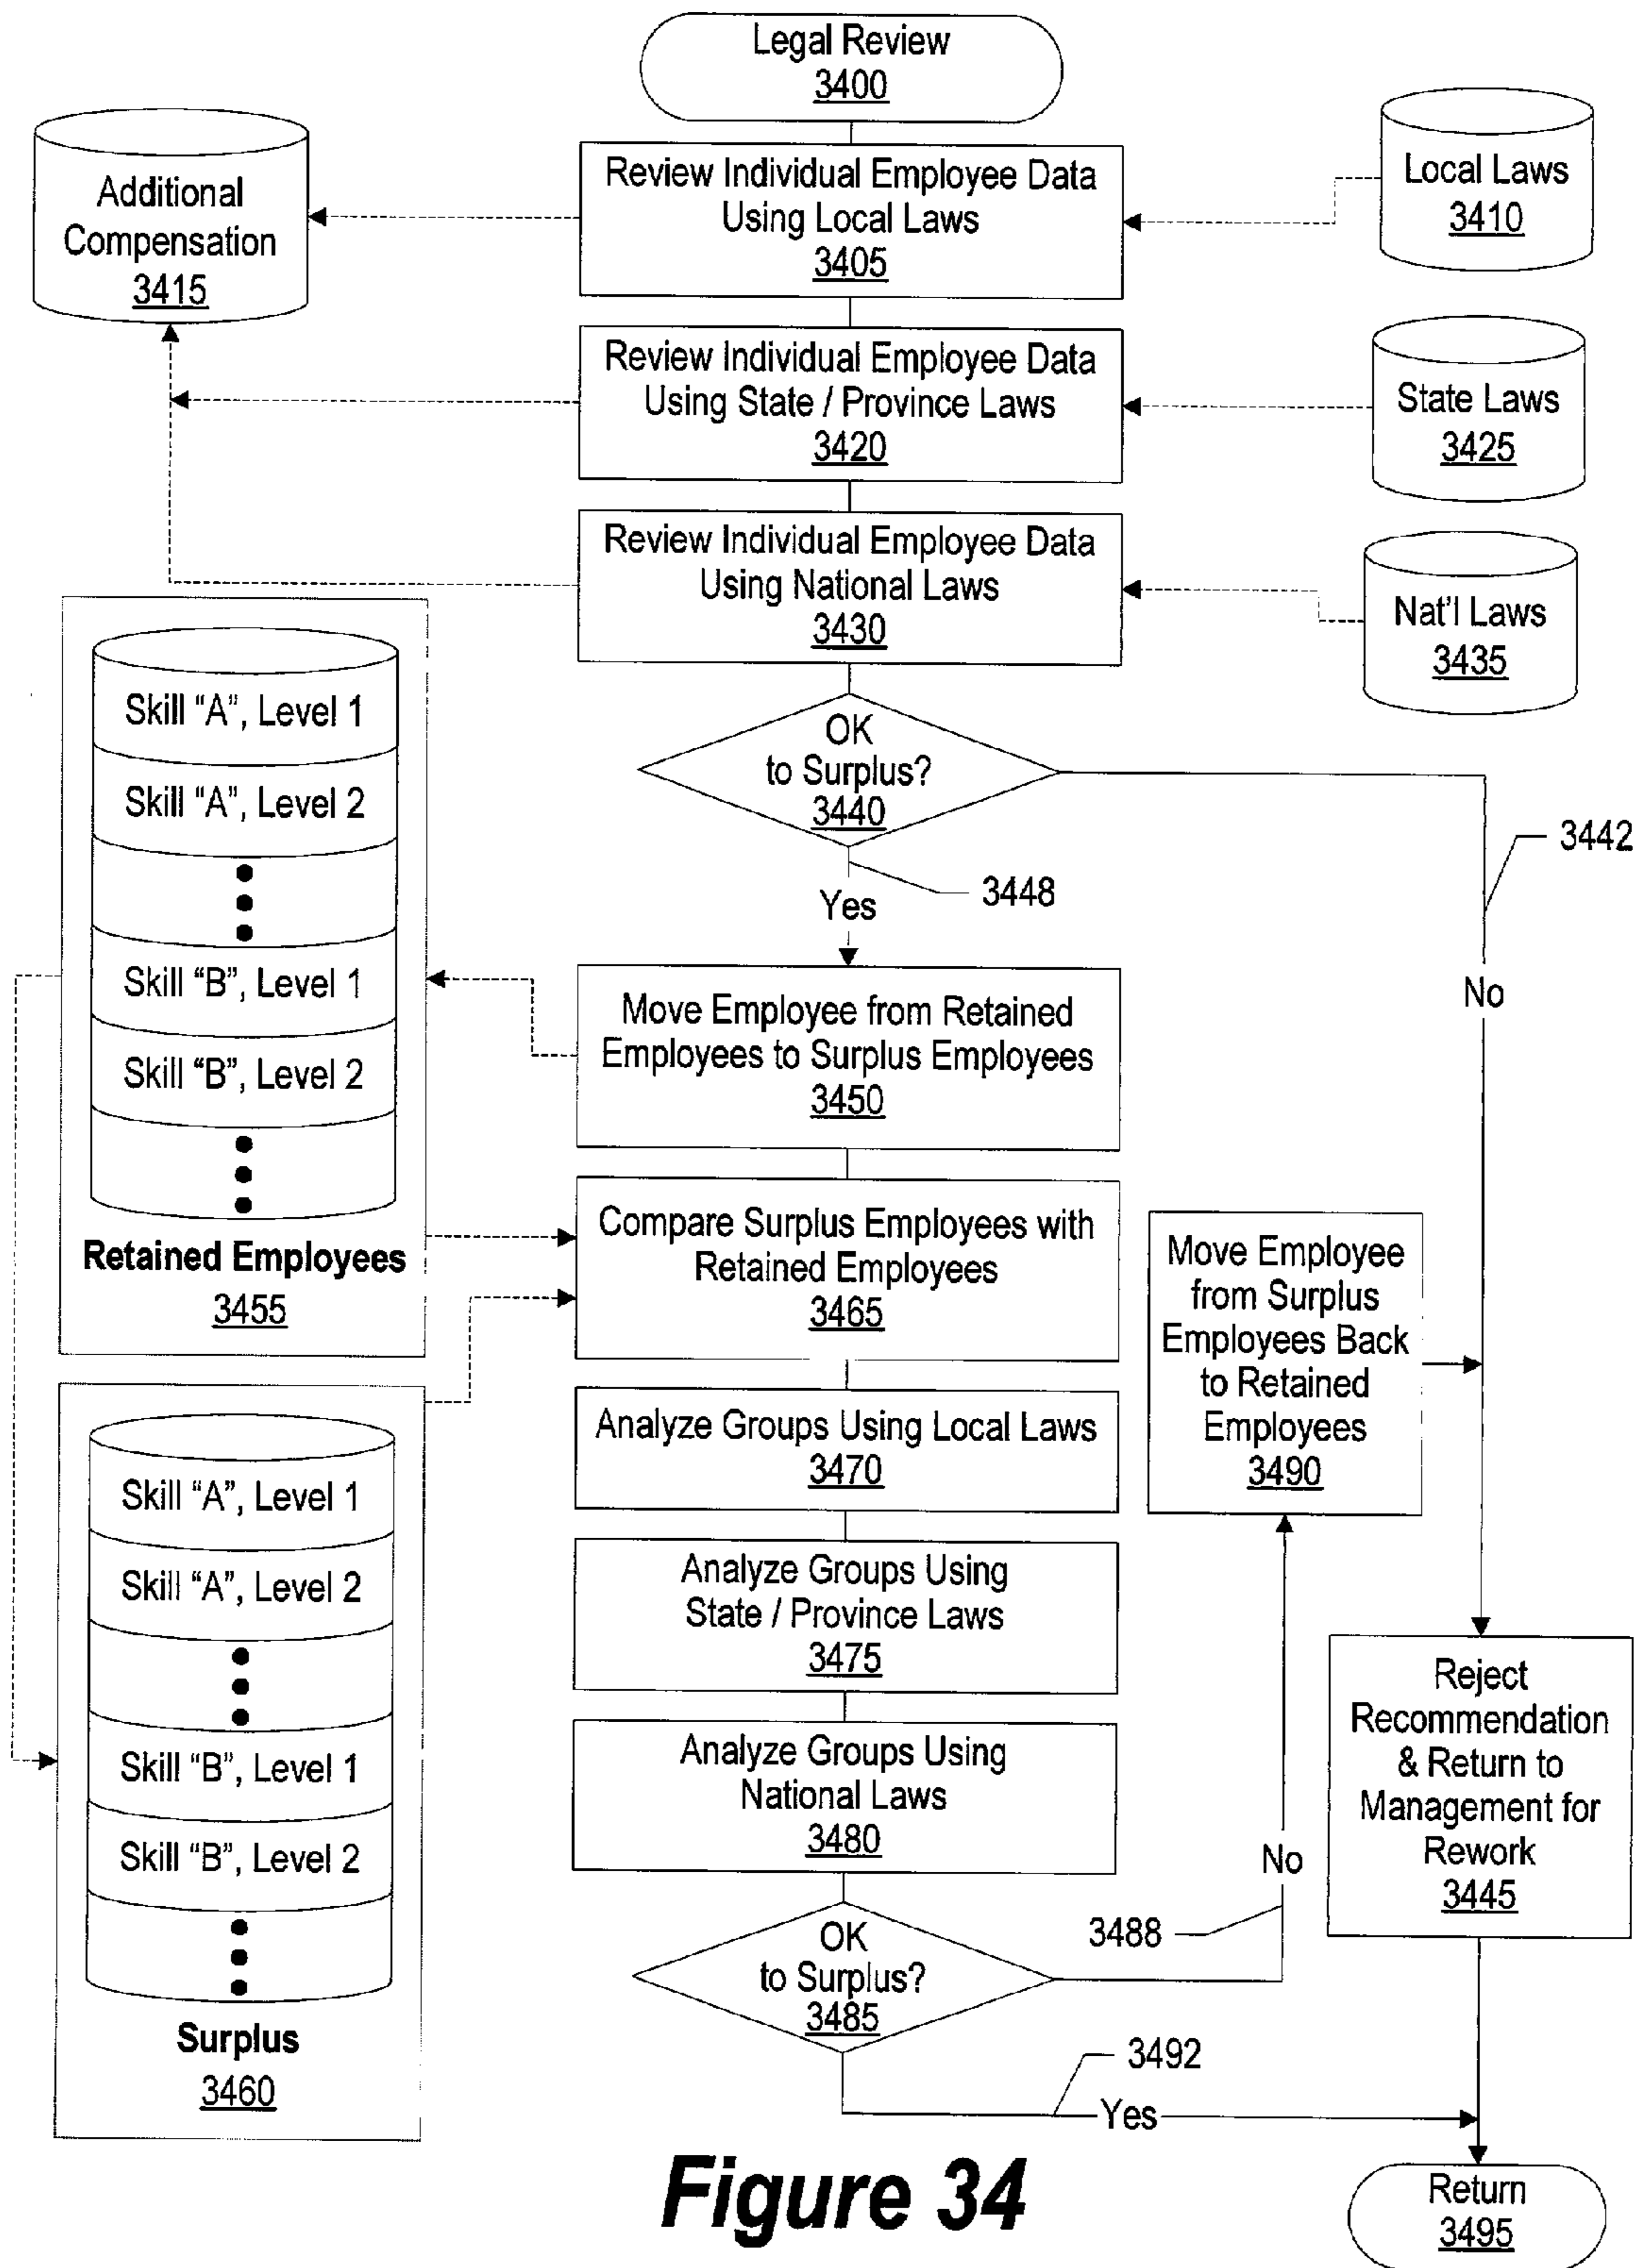 Legal Review
3400
Additional
Compensation
3415
Review Individual Employee Data
Using Local Laws
3405
Local Laws
3410
Review Individual Employee Data
Using State / Province Laws
3420
State Laws
3425
Review Individual Employee Data
Using National Laws
3430
Nat'l Laws
3435
OK
to Surplus?
3440
3442
No
3448
Yes
Skill "A", Level 1
Skill "A", Level 2
Skill "B", Level 1
Skill "B", Level 2
Retained Employees
3455
Move Employee from Retained
Employees to Surplus Employees
3450
Compare Surplus Employees with
Retained Employees
3465
Move Employee
from Surplus
Employees Back
to Retained
Employees
3490
Analyze Groups Using Local Laws
3470
Analyze Groups Using
State / Province Laws
3475
Analyze Groups Using
National Laws
3480
Skill "A", Level 1
Skill "A", Level 2
Skill "B", Level 1
Skill "B", Level 2
Surplus
3460
Reject
Recommendation
& Return to
Management for
Rework
3445
No
3488
OK
to Surplus?
3485
3492
Yes
Return
3495
Figure 34